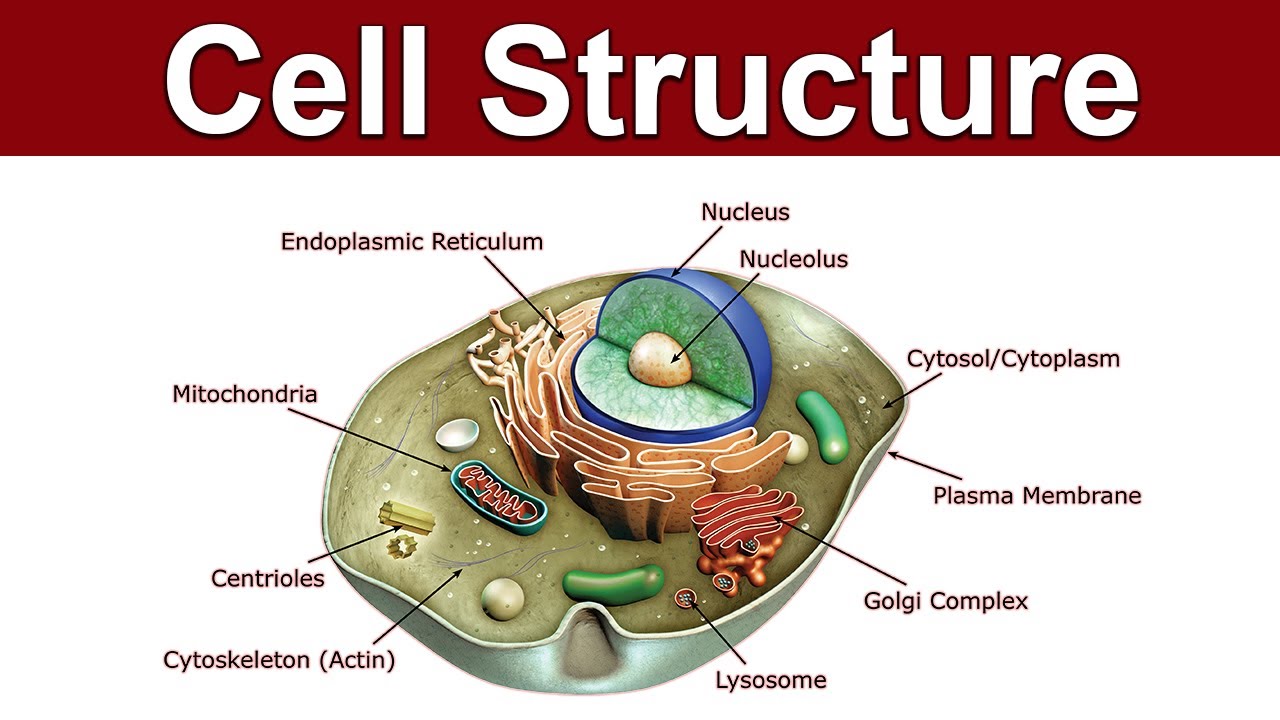 Cell Structure
Nucleus
Endoplasmic Reticulum
Nucleolus
Cytosol/Cytoplasm
Mitochondria
Plasma Membrane
Centrioles
Golgi Complex
Cytoskeleton (Actin)
Lysosome